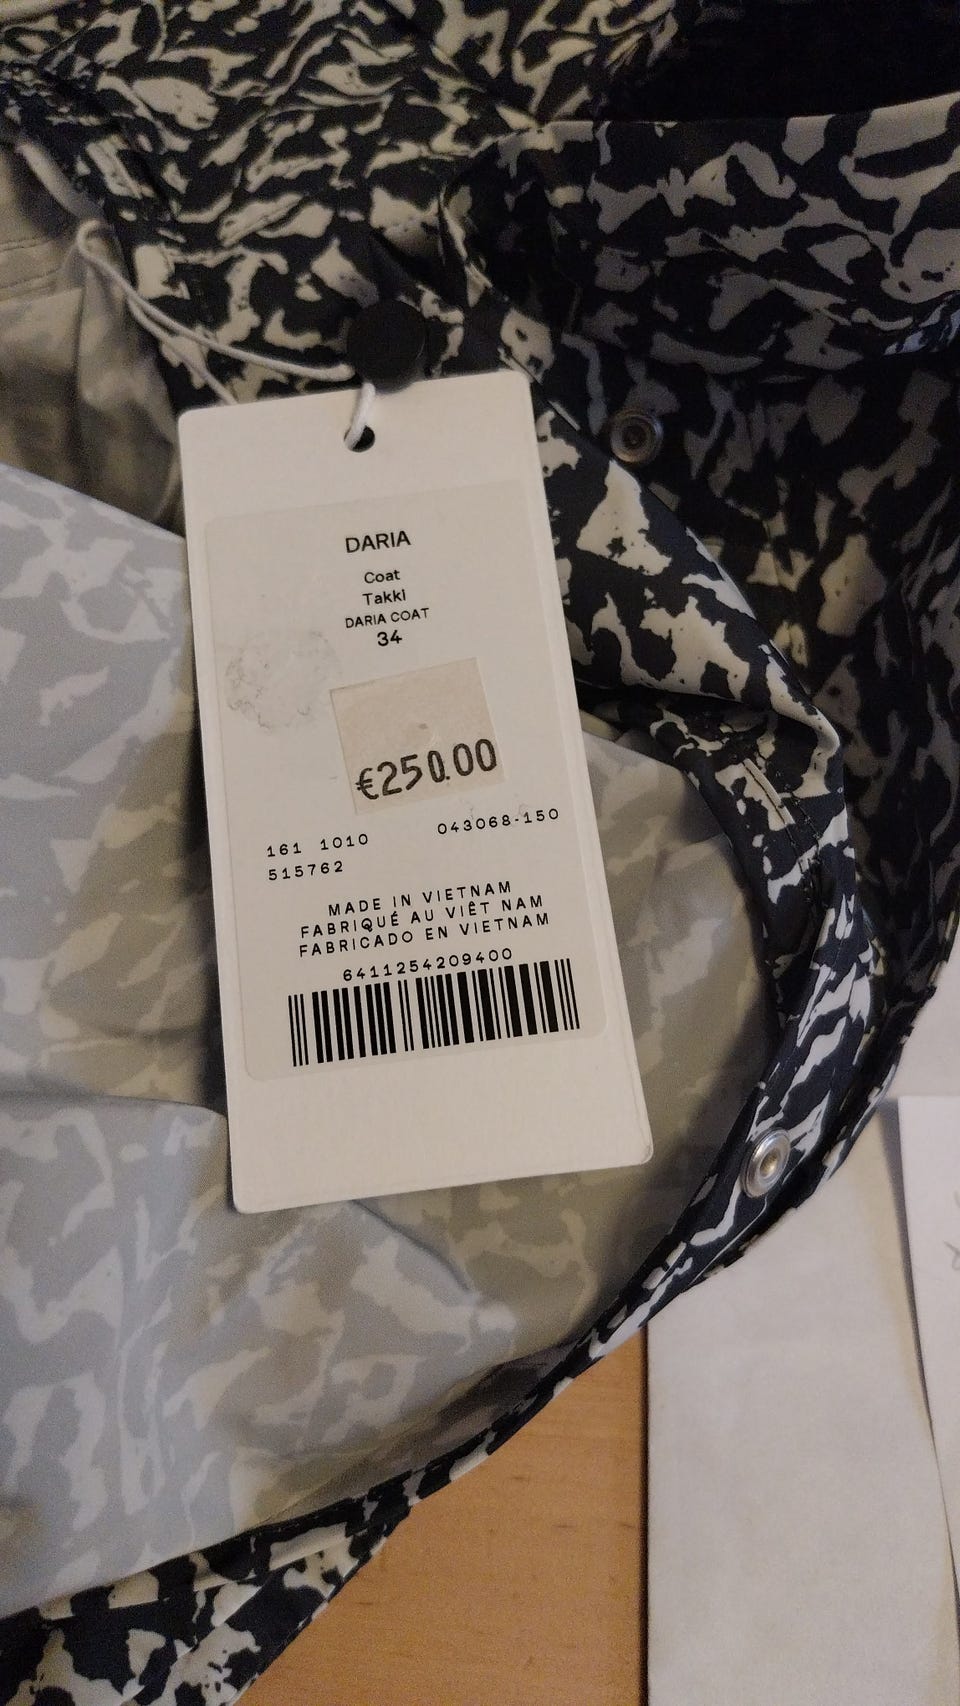 DARIA
Coat
Takki
DARIA COAT
34
€250.00
161 1010 043068-150
515762
MADE IN VIETNAM
FABRIQUÉ AU VIÊT NAM
FABRICADO EN VIETNAM
6411254209400